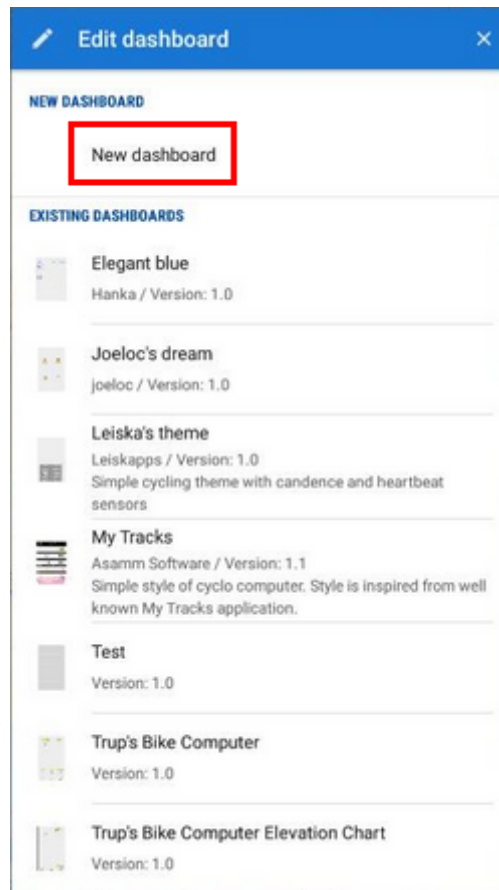 Edit dashboard
NEW DASHBOARD
New dashboard
EXISTING DASHBOARDS
Elegant blue
Hanka / Version: 1.0
Joeloc's dream
joeloc / Version: 1.0
Leiska's theme
Leiskapps / Version: 1.0
Simple cycling theme with candence and heartbeat
sensors
My Tracks
Asamm Software / Version: 1.1
Simple style of cyclo computer. Style is inspired from well
known My Tracks application.
Test
Version: 1.0
Trup's Bike Computer
Version: 1.0
Trup's Bike Computer Elevation Chart
Version: 1.0